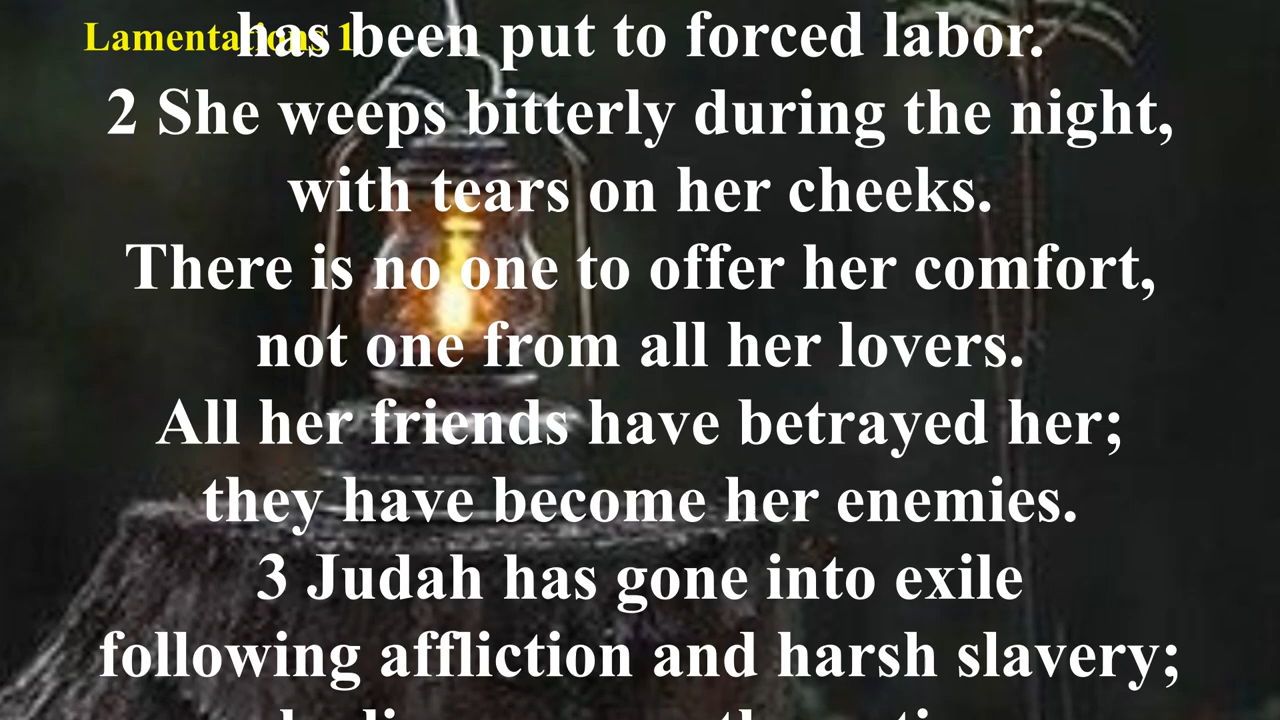 Lamentations 1
has been put to forced labor.
2 She weeps bitterly during the night,
with tears on her cheeks.
There is no one to offer her comfort,
not one from all her lovers.
All her friends have betrayed her;
they have become her enemies.
3 Judah has gone into exile
following affliction and harsh slavery;